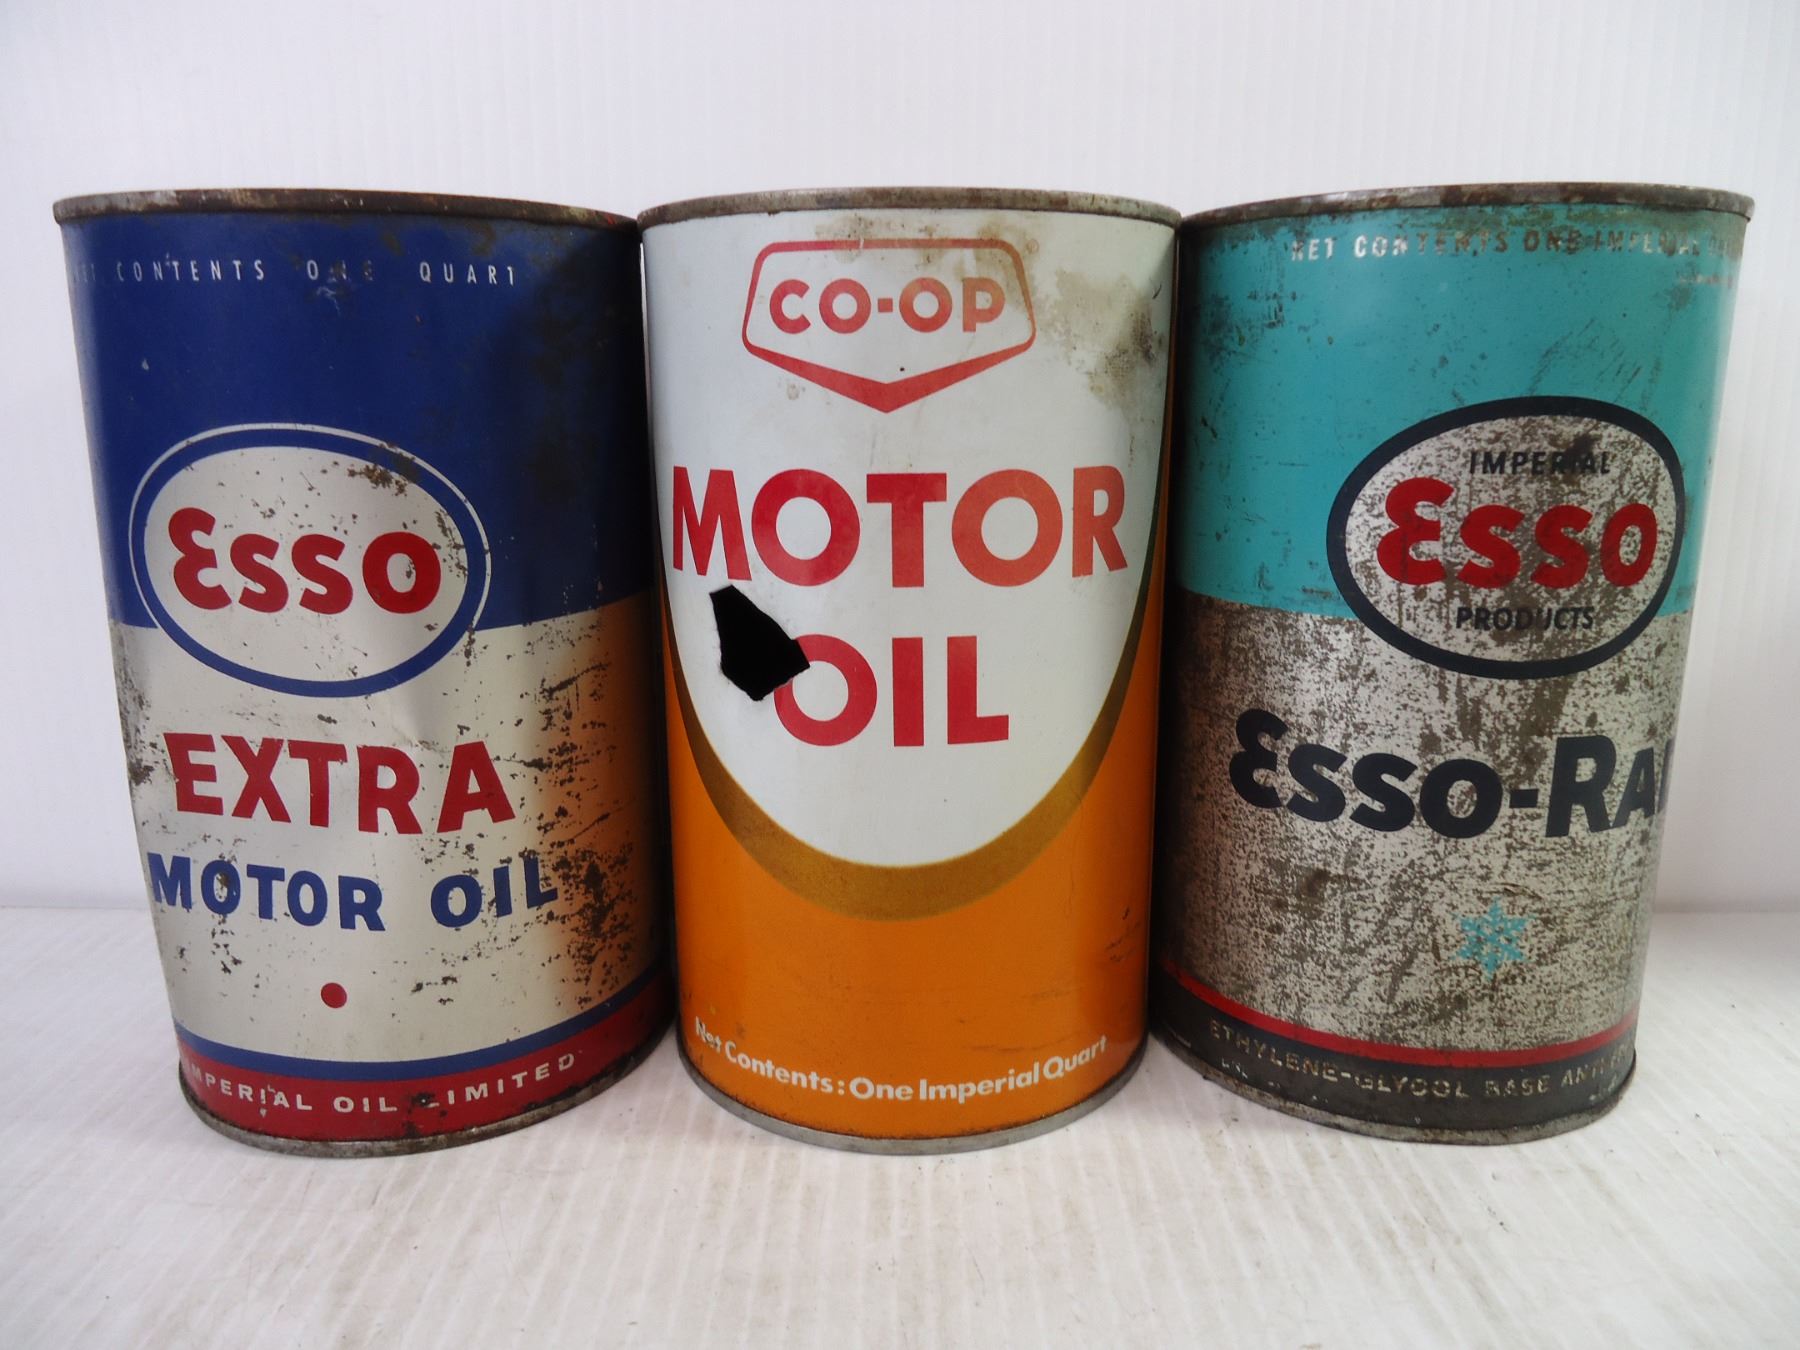 NET CONTENTS ONE QUART
Esso
EXTRA
MOTOR OIL
IMPERIAL OIL LIMITED
CO-OP
MOTOR
OIL
Net Contents: One Imperial Quart
NET CONTENTS ONE IMPERIAL
IMPERIAL
Esso
PRODUCTS
Esso-Ra
ETHYLENE-GLYCOL BASE